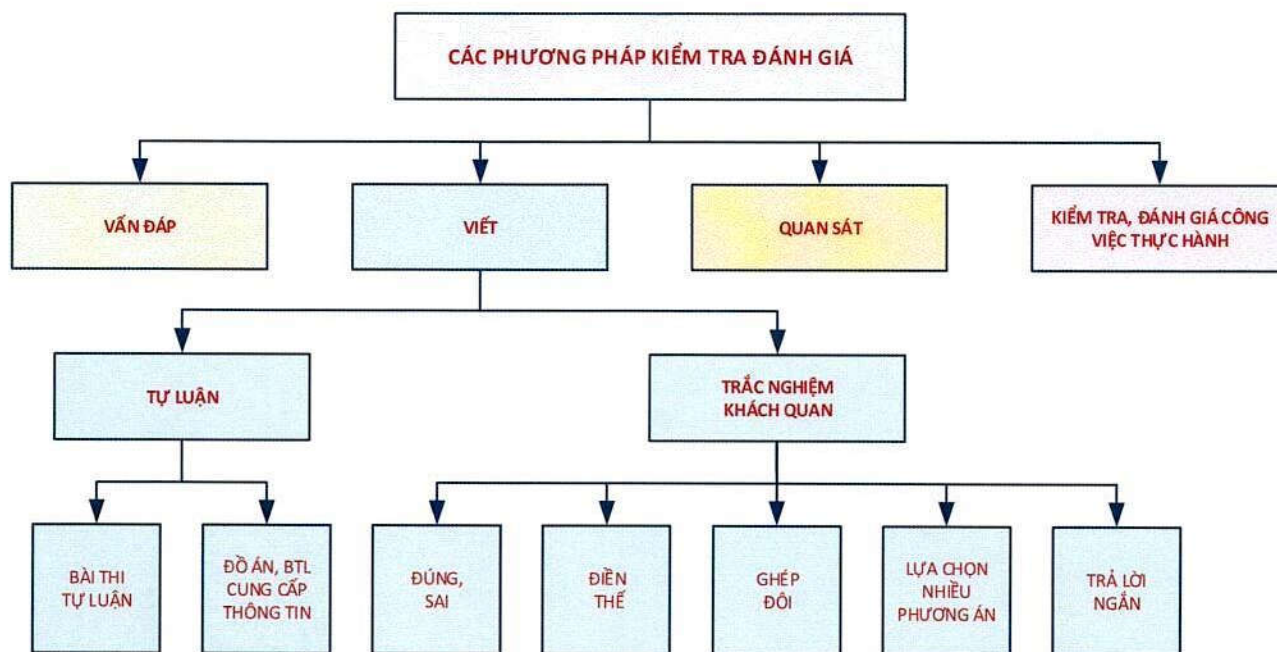 CÁC PHƯƠNG PHÁP KIỂM TRA ĐÁNH GIÁ
VẤN ĐÁP
VIẾT
QUAN SÁT
KIỂM TRA, ĐÁNH GIÁ CÔNG
VIỆC THỰC HÀNH
TỰ LUẬN
TRẮC NGHIỆM
KHÁCH QUAN
BÀI THI
TỰ LUẬN
ĐỒ ÁN, BTL
CUNG CẤP
THÔNG TIN
ĐÚNG,
SAI
ĐIỀN
THẾ
GHÉP
ĐÔI
LỰA CHỌN
NHIỀU
PHƯƠNG ÁN
TRẢ LỜI
NGẮN